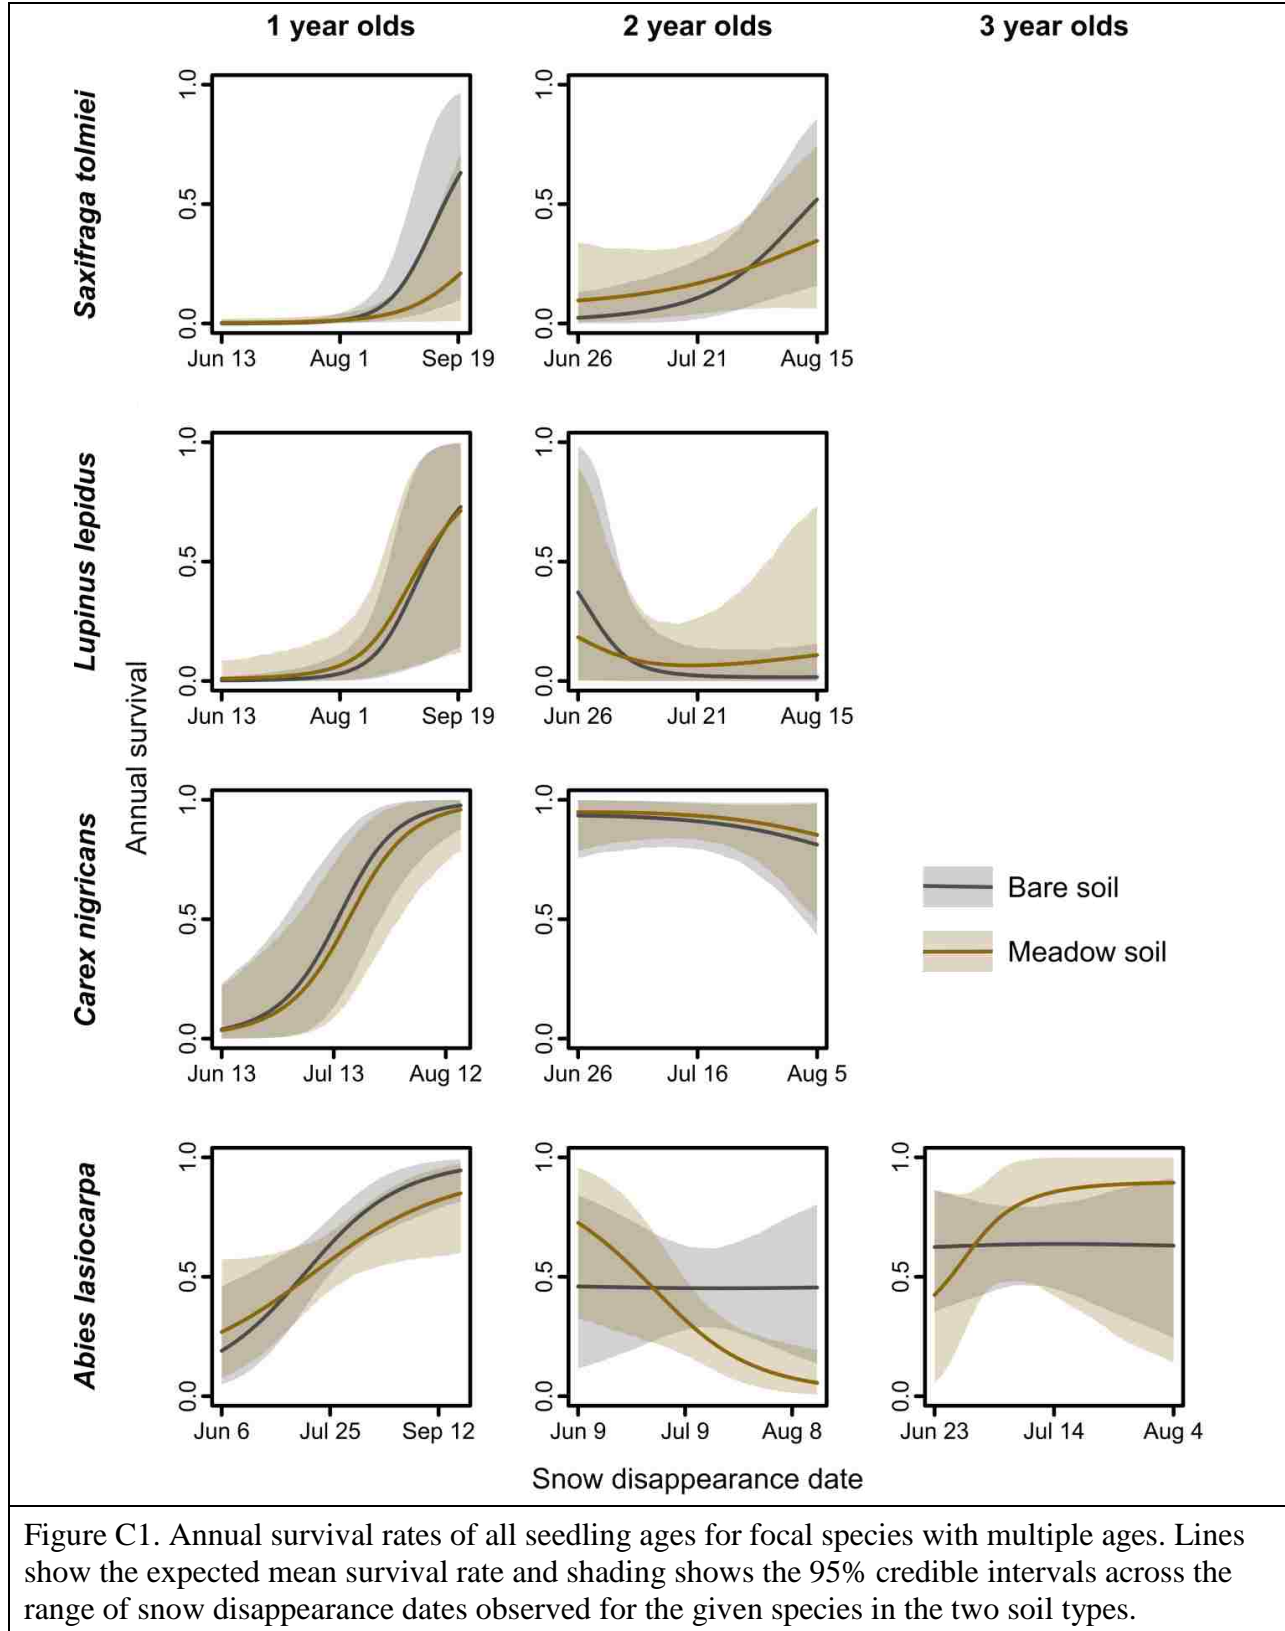 1 year olds 2 year olds 3 year olds
Saxifraga tolmiei
1.0
0.5
0.0
Jun 13 Aug 1 Sep 19
1.0
0.5
0.0
Jun 26 Jul 21 Aug 15
Lupinus lepidus
1.0
0.5
0.0
Jun 13 Aug 1 Sep 19
1.0
0.5
0.0
Jun 26 Jul 21 Aug 15
Annual survival
Carex nigricans
1.0
0.5
0.0
Jun 13 Jul 13 Aug 12
1.0
0.5
0.0
Jun 26 Jul 16 Aug 5
Bare soil
Meadow soil
Abies lasiocarpa
1.0
0.5
0.0
Jun 6 Jul 25 Sep 12
1.0
0.5
0.0
Jun 9 Jul 9 Aug 8
1.0
0.5
0.0
Jun 23 Jul 14 Aug 4
Snow disappearance date
Figure C1. Annual survival rates of all seedling ages for focal species with multiple ages. Lines
show the expected mean survival rate and shading shows the 95% credible intervals across the
range of snow disappearance dates observed for the given species in the two soil types.